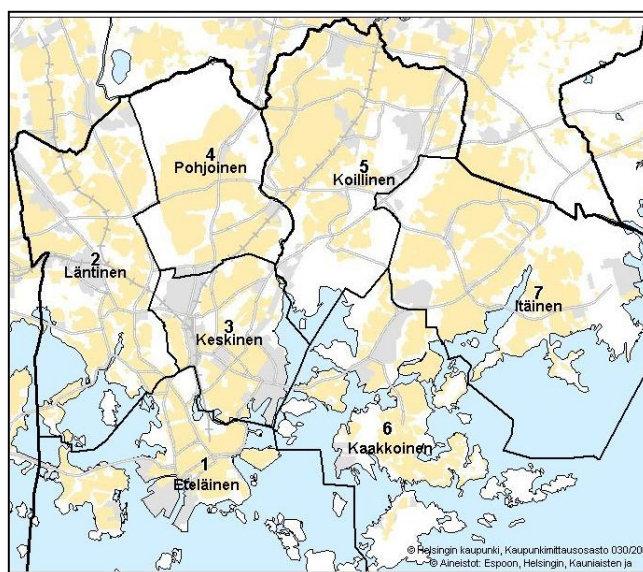 4
Pohjoinen
5
Koillinen
2
Läntinen
7
Itäinen
3
Keskinen
6
Kaakkoinen
1
Eteläinen
© Helsingin kaupunki, Kaupunkimittausosasto 030/200
© Aineistot: Espoon, Helsingin, Kauniaisten ja